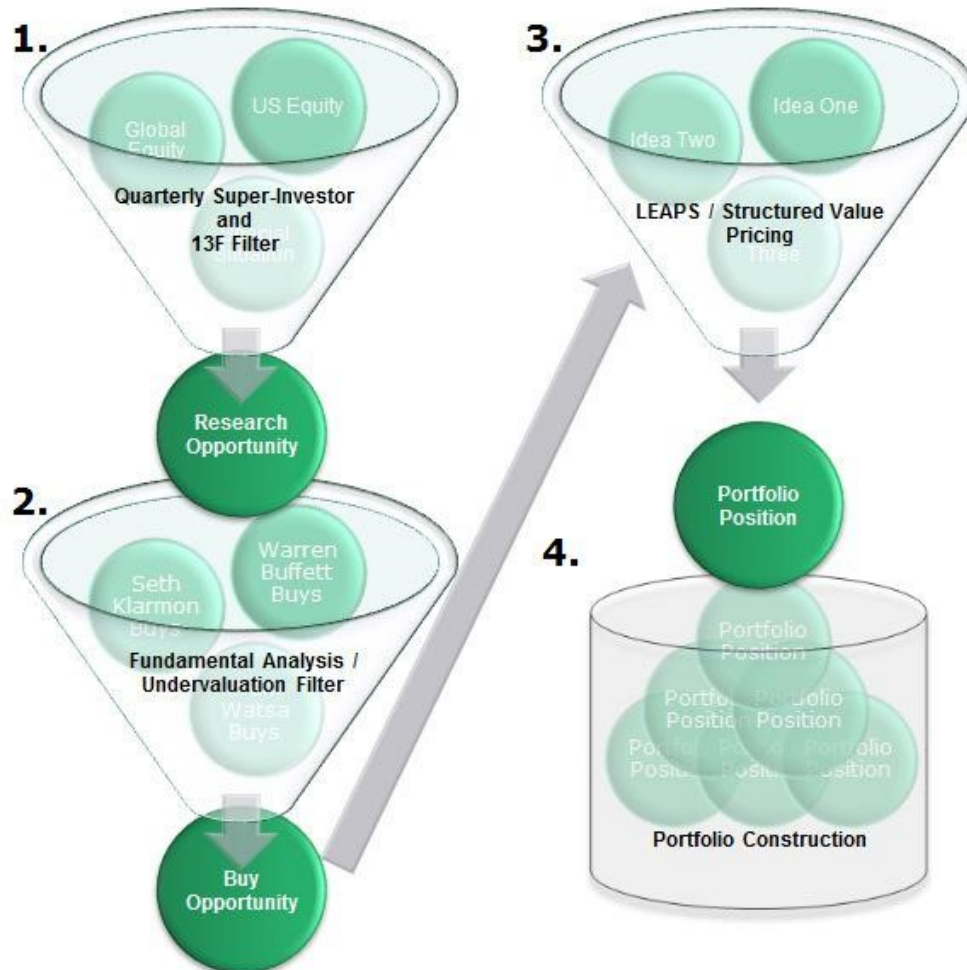 1.
Global
Equity
US Equity
Quarterly Super-Investor
and
13F Filter
Situation
Research
Opportunity
2.
Seth
Klarmon
Buys
Warren
Buffett
Buys
Fundamental Analysis /
Undervaluation Filter
Watsa
Buys
Buy
Opportunity
3.
Idea Two
Idea One
LEAPS / Structured Value
Pricing
Three
Portfolio
Position
4.
Portfolio
Position
Portfolio
Position
Portfolio
Position
Portfolio
Position
Portfolio
Position
Portfolio
Position
Portfolio Construction